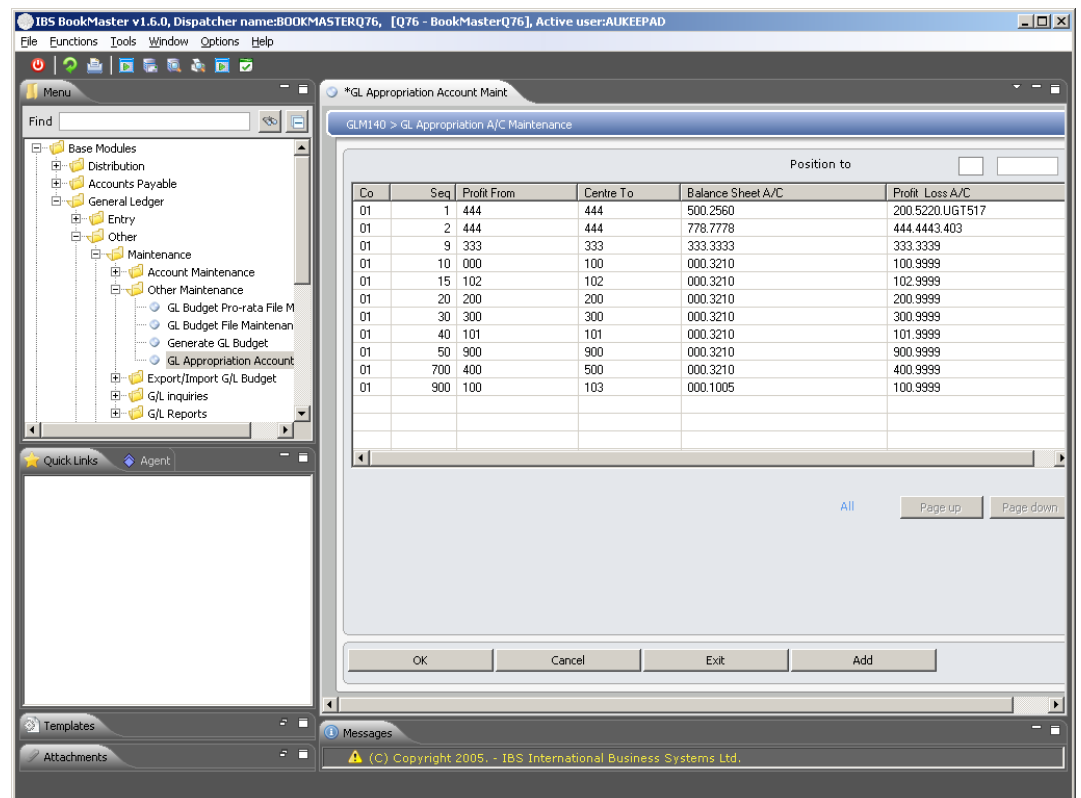 IBS BookMaster v1.6.0, Dispatcher name:BOOKMASTERQ76, [Q76 - BookMasterQ76], Active user:AUKEEPAD
File Functions Tools Window Options Help
Menu
Find
Base Modules
Distribution
Accounts Payable
General Ledger
Entry
Other
Maintenance
Account Maintenance
Other Maintenance
GL Budget Pro-rata File M
GL Budget File Maintenan
Generate GL Budget
GL Appropriation Account
Export/Import G/L Budget
G/L inquiries
G/L Reports
Quick Links Agent
Templates
Attachments
*GL Appropriation Account Maint
GLM140 > GL Appropriation A/C Maintenance
Position to
Co Seq Profit From Centre To Balance Sheet A/C Profit Loss A/C
01 1 444 444 500.2560 200.5220.UGT517
01 2 444 444 778.7778 444.4443.403
01 9 333 333 333.3333 333.3339
01 10 000 100 000.3210 100.9999
01 15 102 102 000.3210 102.9999
01 20 200 200 000.3210 200.9999
01 30 300 300 000.3210 300.9999
01 40 101 101 000.3210 101.9999
01 50 900 900 000.3210 900.9999
01 700 400 500 000.3210 400.9999
01 900 100 103 000.1005 100.9999
All Page up Page down
OK Cancel Exit Add
Messages
(C) Copyright 2005. - IBS International Business Systems Ltd.